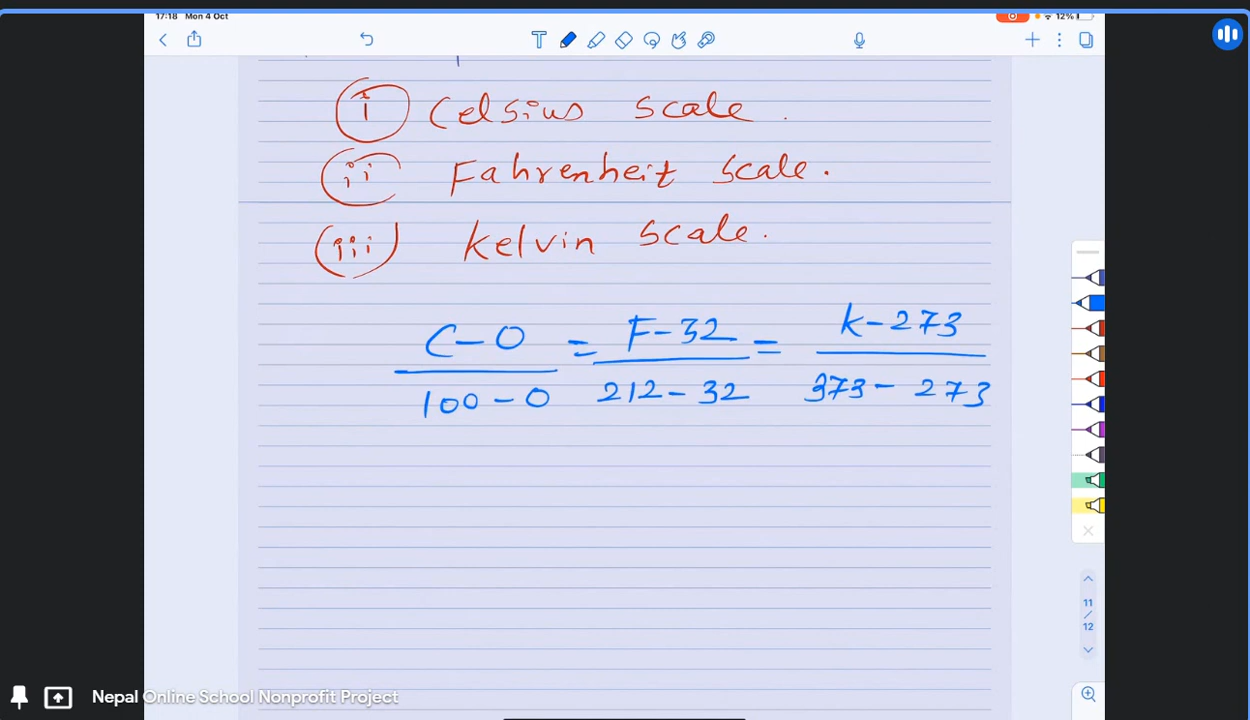 17:18 Mon 4 Oct
12%
T
i Celsius scale.
ii Fahrenheit scale.
(iii) Kelvin scale.
C-0 = F-32 = K-273
100-0 212-32 373-273
11
/
12
Nepal Online School Nonprofit Project